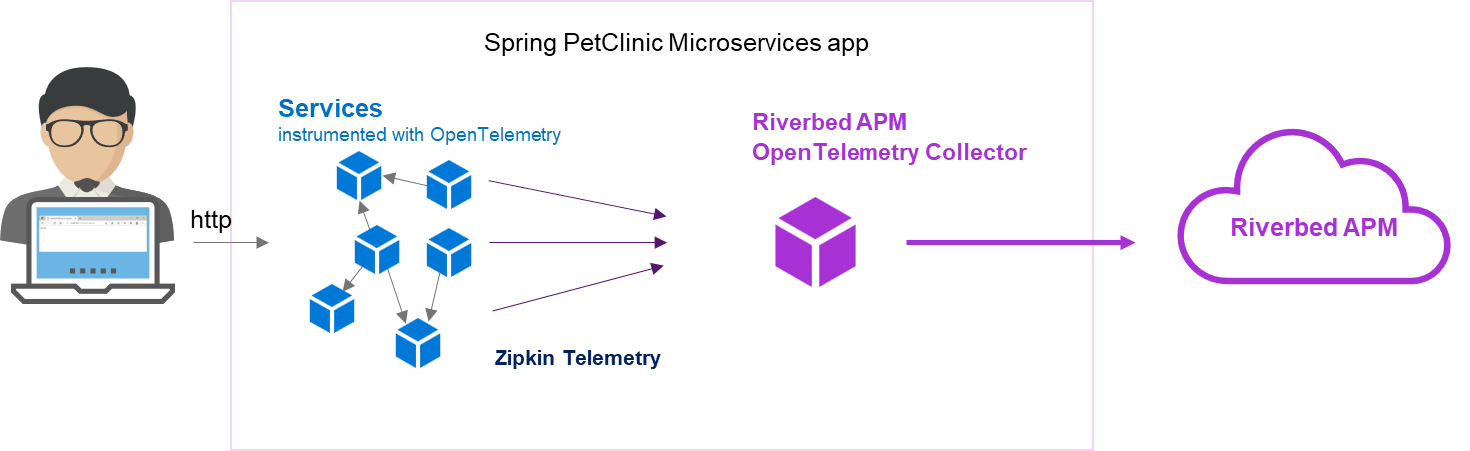 Spring PetClinic Microservices app
Services
instrumented with OpenTelemetry
http
Zipkin Telemetry
Riverbed APM
OpenTelemetry Collector
Riverbed APM